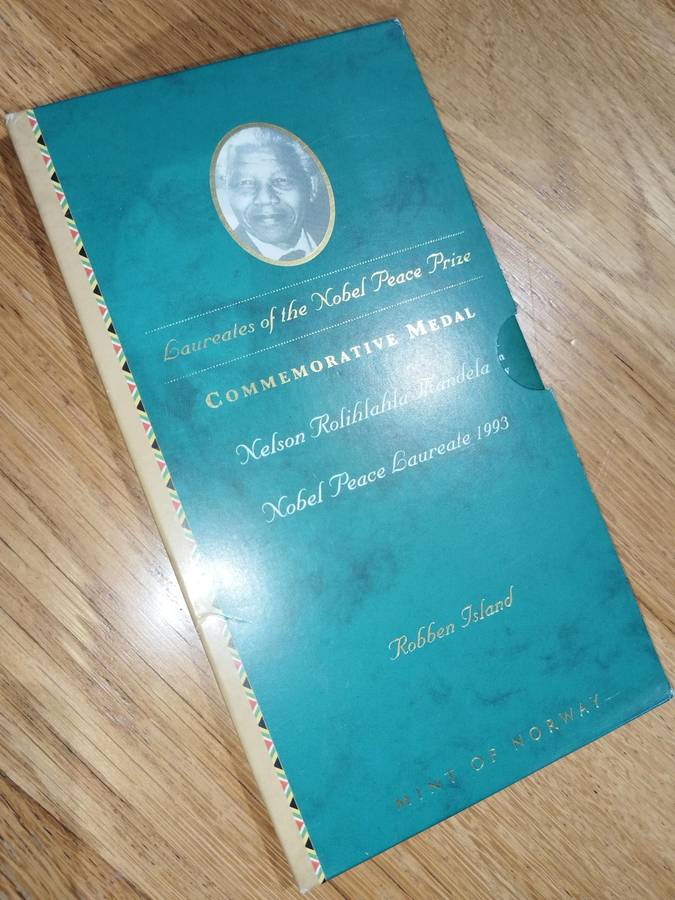 Laureates of the Nobel Peace Prize
COMMEMORATIVE MEDAL
Nelson Rolihlahla Mandela
Nobel Peace Laureate 1993
Robben Island
MINT OF NORWAY